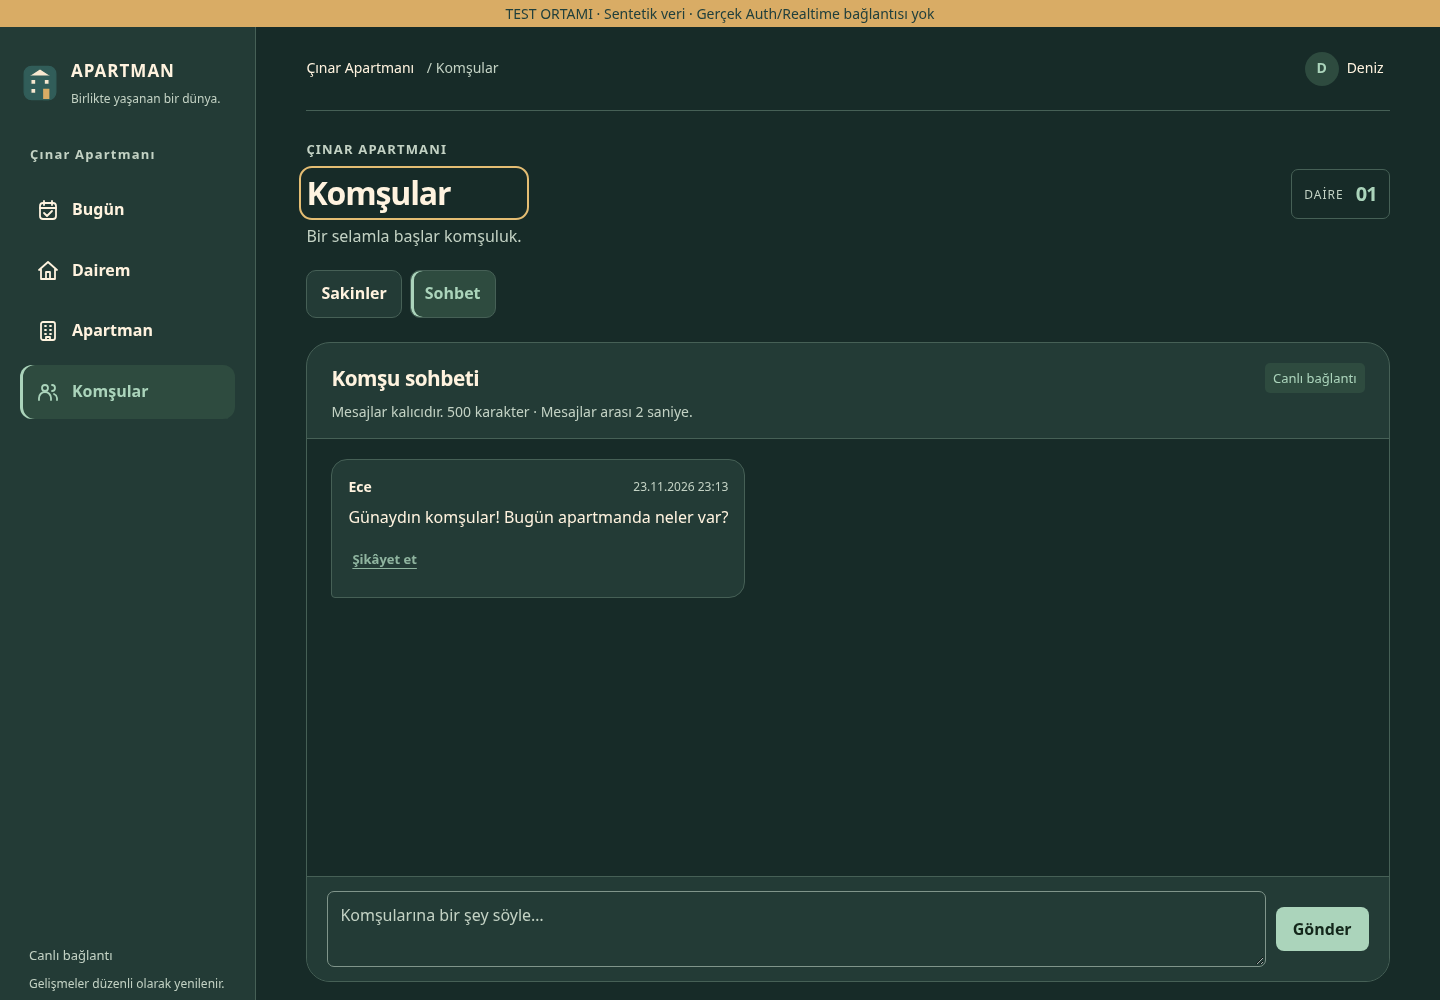 TEST ORTAMI · Sentetik veri · Gerçek Auth/Realtime bağlantısı yok
APARTMAN
Birlikte yaşanan bir dünya.
Çınar Apartmanı
Bugün
Dairem
Apartman
Komşular
Canlı bağlantı
Gelişmeler düzenli olarak yenilenir.
Çınar Apartmanı / Komşular
D Deniz
ÇINAR APARTMANI
Komşular
Bir selamla başlar komşuluk.
DAİRE 01
Sakinler Sohbet
Komşu sohbeti
Canlı bağlantı
Mesajlar kalıcıdır. 500 karakter · Mesajlar arası 2 saniye.
Ece 23.11.2026 23:13
Günaydın komşular! Bugün apartmanda neler var?
Şikâyet et
Komşularına bir şey söyle…
Gönder